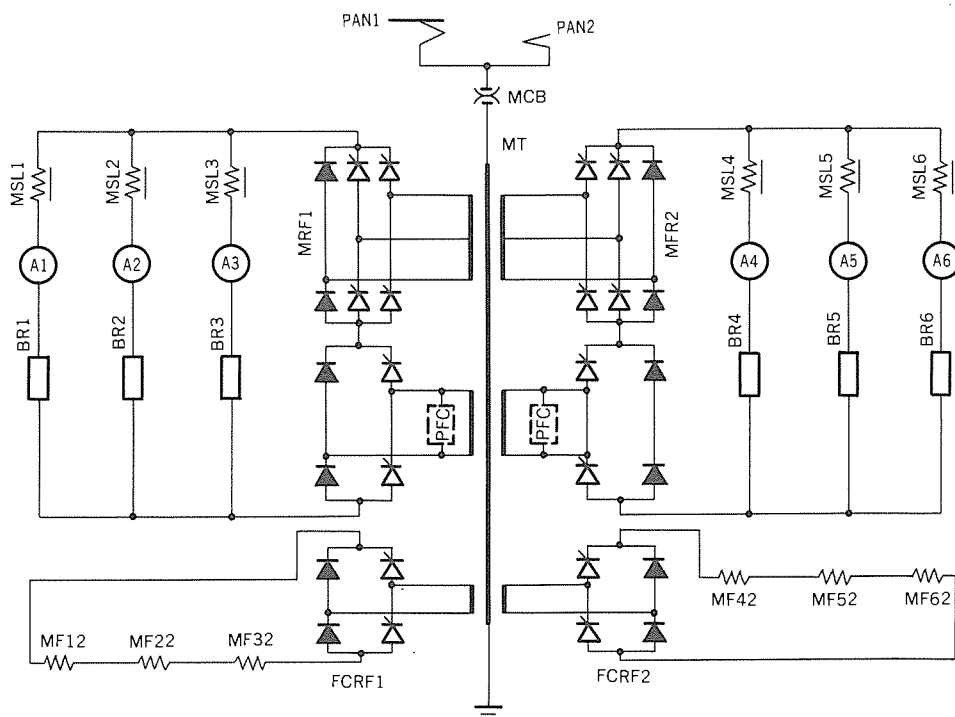 PAN1
PAN2
MCB
MT
MSL1
MSL2
MSL3
MRF1
MFR2
MSL4
MSL5
MSL6
A1
A2
A3
A4
A5
A6
BR1
BR2
BR3
BR4
BR5
BR6
PFC
PFC
MF12
MF22
MF32
FCRF1
MF42
MF52
MF62
FCRF2